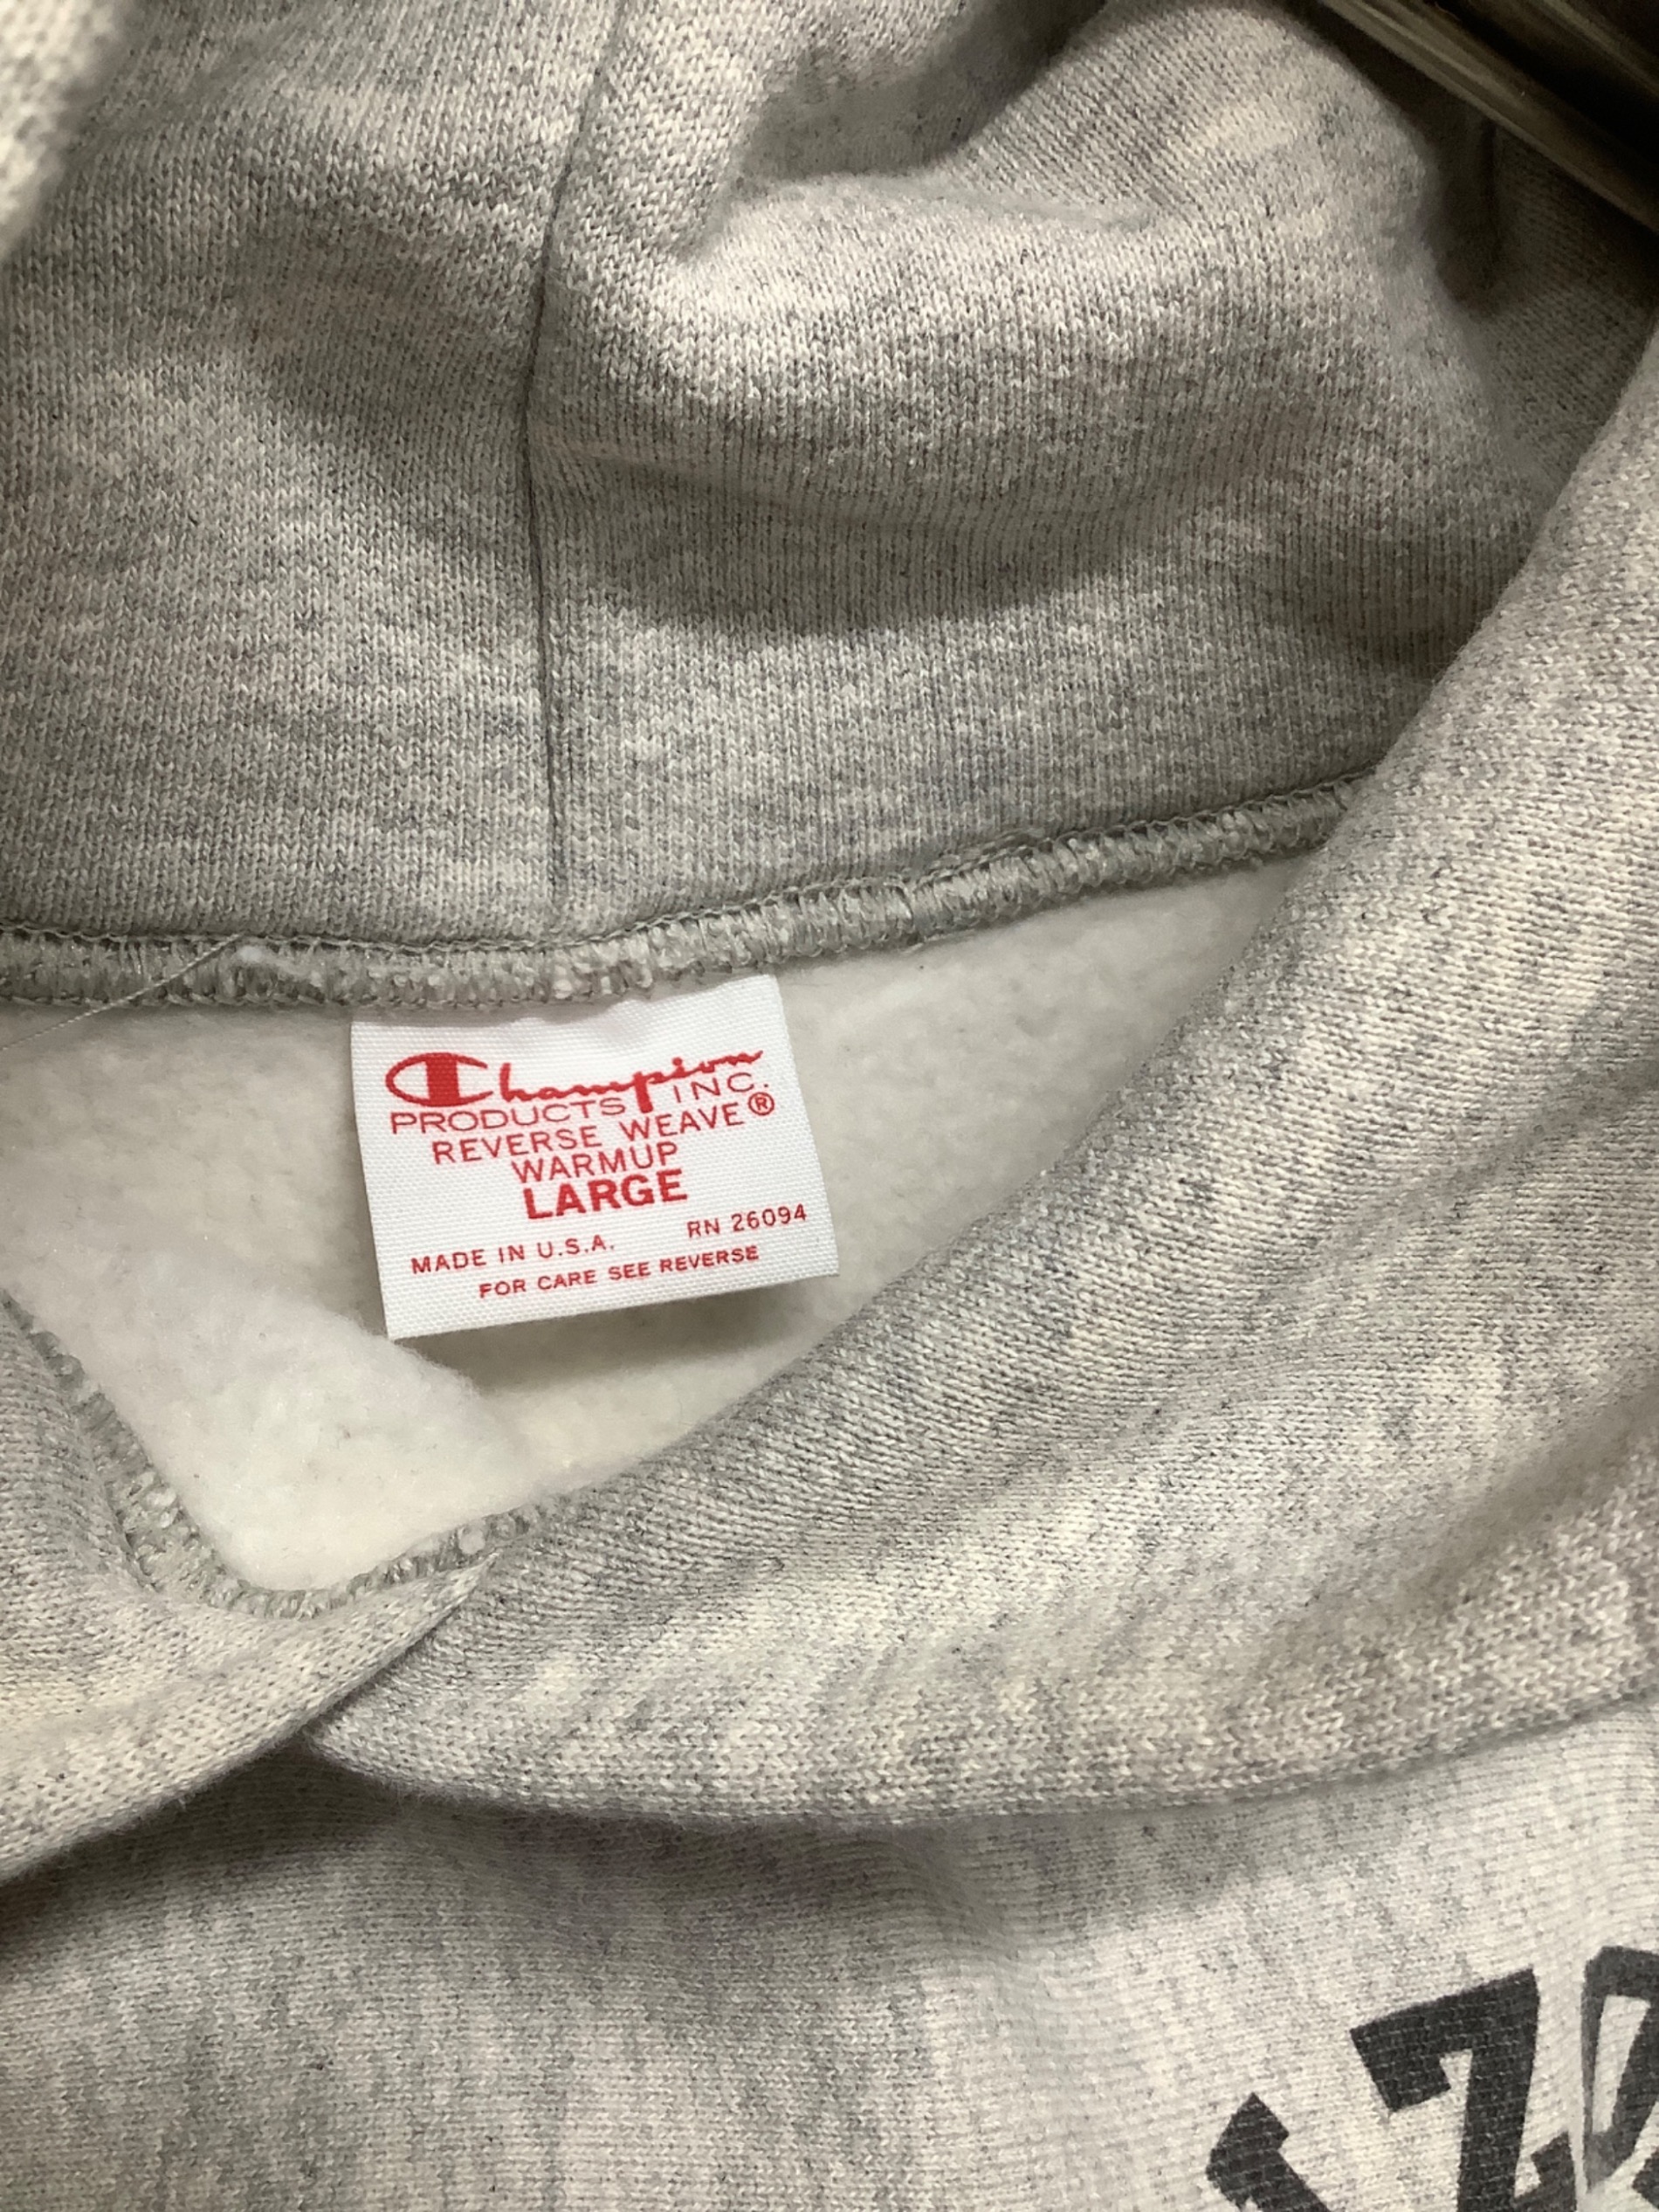 Champion
PRODUCTS INC.
REVERSE WEAVE®
WARMUP
LARGE
RN 26094
MADE IN U.S.A.
FOR CARE SEE REVERSE